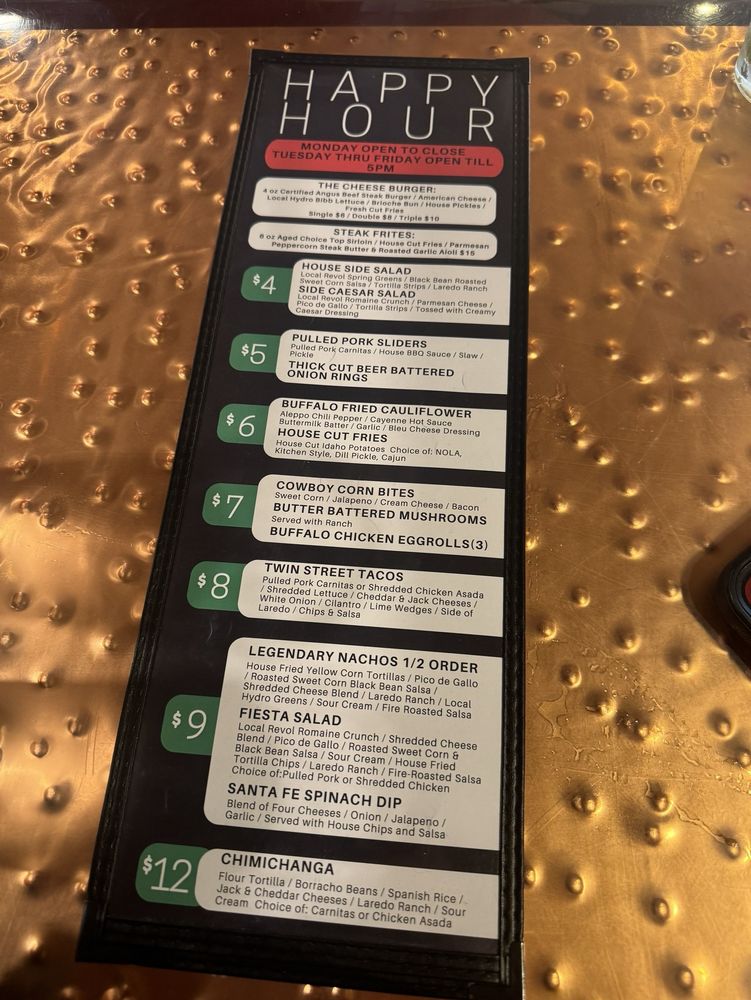 HAPPY
HOUR
MONDAY OPEN TO CLOSE
TUESDAY THRU FRIDAY OPEN TILL
5PM
THE CHEESE BURGER:
4 oz Certified Angus Beef Steak Burger / American Cheese /
Local Hydro Bibb Lettuce / Brioche Bun / House Pickles /
Fresh Cut Fries
Single $6 / Double $8 / Triple $10
STEAK FRITES:
6 oz Aged Choice Top Sirloin / House Cut Fries / Parmesan
Peppercorn Steak Butter & Roasted Garlic Aioli $15
$4
HOUSE SIDE SALAD
Local Revol Spring Greens / Black Bean Roasted
Sweet Corn Salsa / Tortilla Strips / Laredo Ranch
SIDE CAESAR SALAD
Local Revol Romaine Crunch / Parmesan Cheese /
Pico de Gallo / Tortilla Strips / Tossed with Creamy
Caesar Dressing
$5
PULLED PORK SLIDERS
Pulled Pork Carnitas / House BBQ Sauce / Slaw /
Pickle
THICK CUT BEER BATTERED
ONION RINGS
$6
BUFFALO FRIED CAULIFLOWER
Aleppo Chili Pepper / Cayenne Hot Sauce
Buttermilk Batter / Garlic / Bleu Cheese Dressing
HOUSE CUT FRIES
House Cut Idaho Potatoes Choice of: NOLA,
Kitchen Style, Dill Pickle, Cajun
$7
COWBOY CORN BITES
Sweet Corn / Jalapeno / Cream Cheese / Bacon
BUTTER BATTERED MUSHROOMS
Served with Ranch
BUFFALO CHICKEN EGGROLLS(3)
$8
TWIN STREET TACOS
Pulled Pork Carnitas or Shredded Chicken Asada
/ Shredded Lettuce / Cheddar & Jack Cheeses /
White Onion / Cilantro / Lime Wedges / Side of
Laredo / Chips & Salsa
$9
LEGENDARY NACHOS 1/2 ORDER
House Fried Yellow Corn Tortillas / Pico de Gallo
/ Roasted Sweet Corn Black Bean Salsa /
Shredded Cheese Blend / Laredo Ranch / Local
Hydro Greens / Sour Cream / Fire Roasted Salsa
FIESTA SALAD
Local Revol Romaine Crunch / Shredded Cheese
Blend / Pico de Gallo / Roasted Sweet Corn &
Black Bean Salsa / Sour Cream / House Fried
Tortilla Chips / Laredo Ranch / Fire-Roasted Salsa
Choice of:Pulled Pork or Shredded Chicken
SANTA FE SPINACH DIP
Blend of Four Cheeses / Onion / Jalapeno /
Garlic / Served with House Chips and Salsa
$12
CHIMICHANGA
Flour Tortilla / Borracho Beans / Spanish Rice /
Jack & Cheddar Cheeses / Laredo Ranch / Sour
Cream Choice of: Carnitas or Chicken Asada